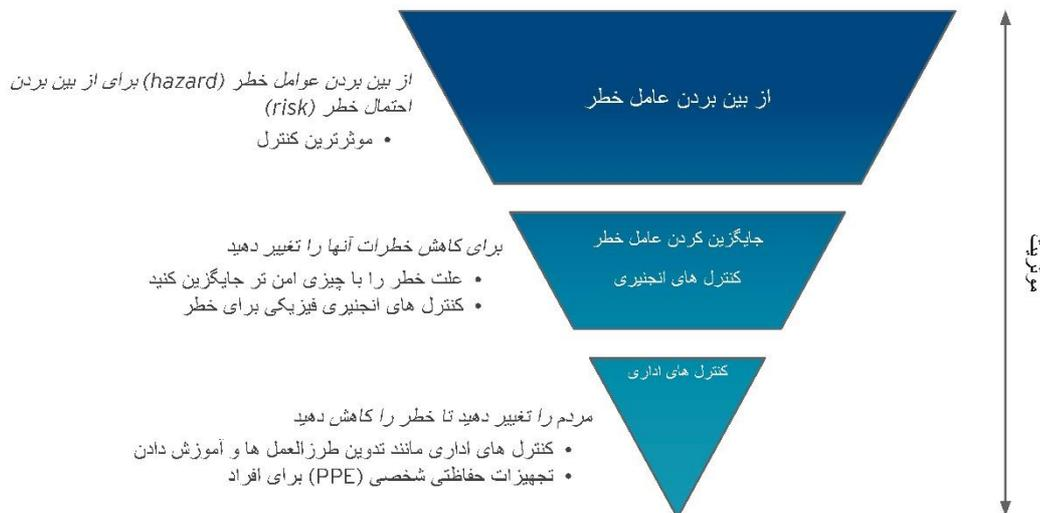 از بین بردن عامل خطر
از بین بردن عوامل خطر (hazard) برای از بین بردن
احتمال خطر (risk)
• موثرترین کنترل
جایگزین کردن عامل خطر
کنترل های انجنیری
برای کاهش خطرات آنها را تغییر دهید
• علت خطر را با چیزی امن تر جایگزین کنید
• کنترل های انجنیری فیزیکی برای خطر
کنترل های اداری
مردم را تغییر دهید تا خطر را کاهش دهید
• کنترل های اداری مانند تدوین طرزالعمل ها و آموزش دادن
• تجهیزات حفاظتی شخصی (PPE) برای افراد